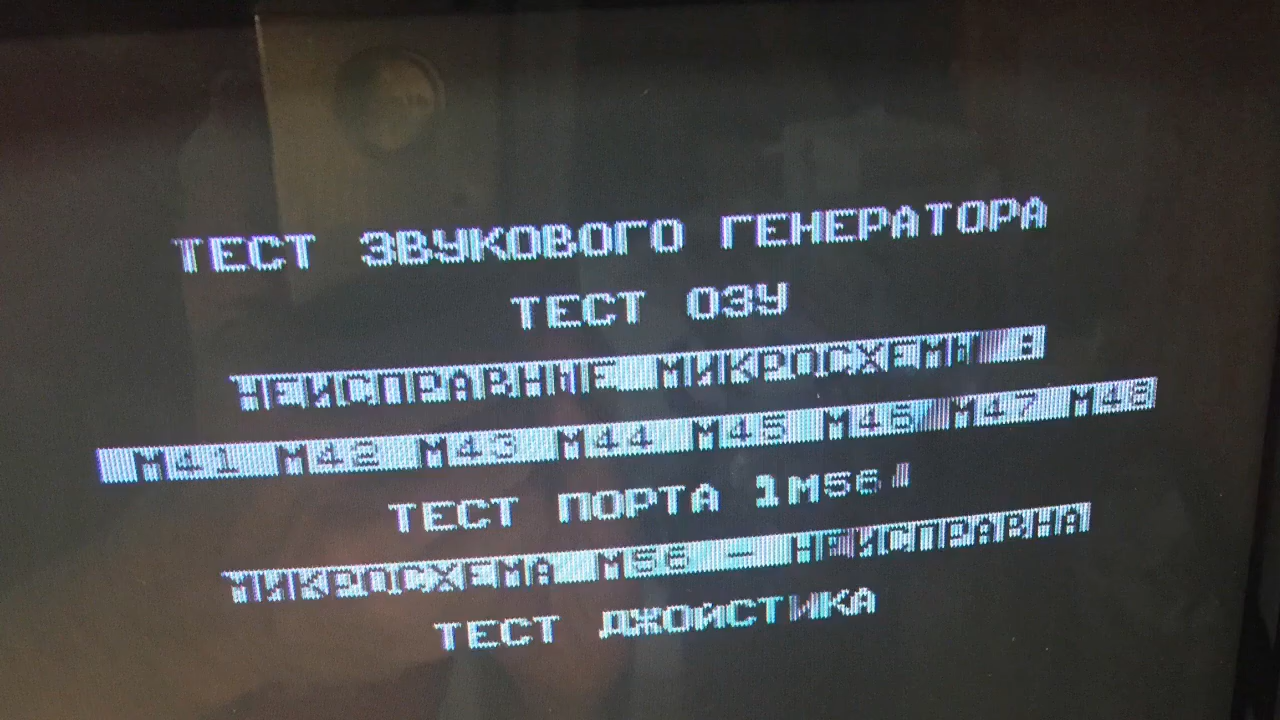 ТЕСТ ЗВУКОВОГО ГЕНЕРАТОРА
ТЕСТ ОЗУ
НЕИСПРАВНЫЕ МИКРОСХЕМЫ :
М41 М42 М43 М44 М45 М46 М47 М48
ТЕСТ ПОРТА 1М56
МИКРОСХЕМА М56 - НЕИСПРАВНА
ТЕСТ ДЖОЙСТИКА